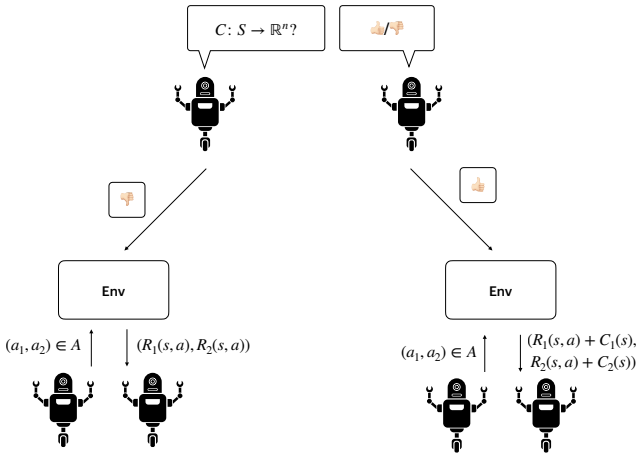 C: S → ℝⁿ?
👍🏻/👎🏻
👎🏻
👍🏻
Env
Env
(a₁, a₂) ∈ A
(R₁(s, a), R₂(s, a))
(a₁, a₂) ∈ A
(R₁(s, a) + C₁(s),
R₂(s, a) + C₂(s))